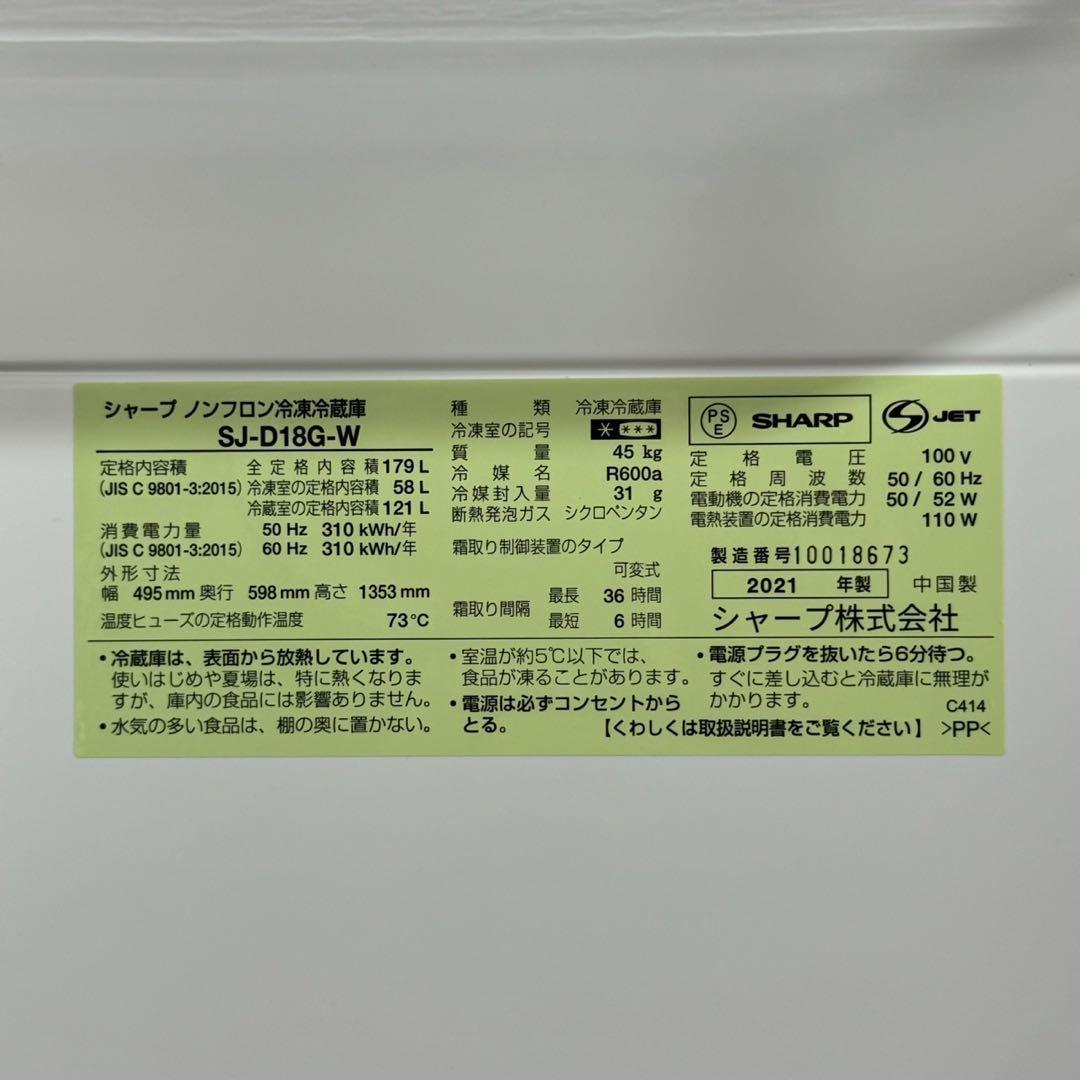 シャープ ノンフロン冷凍冷蔵庫
SJ-D18G-W
定格内容積 全定格内容積 179 L
(JIS C 9801-3:2015) 冷凍室の定格内容積 58 L
冷蔵室の定格内容積 121 L
消費電力量 50 Hz 310 kWh/年
(JIS C 9801-3:2015) 60 Hz 310 kWh/年
外形寸法
幅 495 mm 奥行 598 mm 高さ 1353 mm
温度ヒューズの定格動作温度 73℃
種類 冷凍冷蔵庫
冷凍室の記号 * ***
質量 45 kg
冷媒名 R600a
冷媒封入量 31 g
断熱発泡ガス シクロペンタン
霜取り制御装置のタイプ
可変式
霜取り間隔 最長 36 時間
最短 6 時間
PS
E
SHARP
JET
定格電圧 100 V
定格周波数 50 / 60 Hz
電動機の定格消費電力 50 / 52 W
電熱装置の定格消費電力 110 W
製造番号 10018673
2021 年製 中国製
シャープ株式会社
・冷蔵庫は、表面から放熱しています。
使いはじめや夏場は、特に熱くなりま
すが、庫内の食品には影響ありません。
・水気の多い食品は、棚の奥に置かない。
・室温が約5℃以下では、
食品が凍ることがあります。
・電源は必ずコンセントから
とる。
・電源プラグを抜いたら6分待つ。
すぐに差し込むと冷蔵庫に無理が
かかります。 C414
【くわしくは取扱説明書をご覧ください】 >PP<